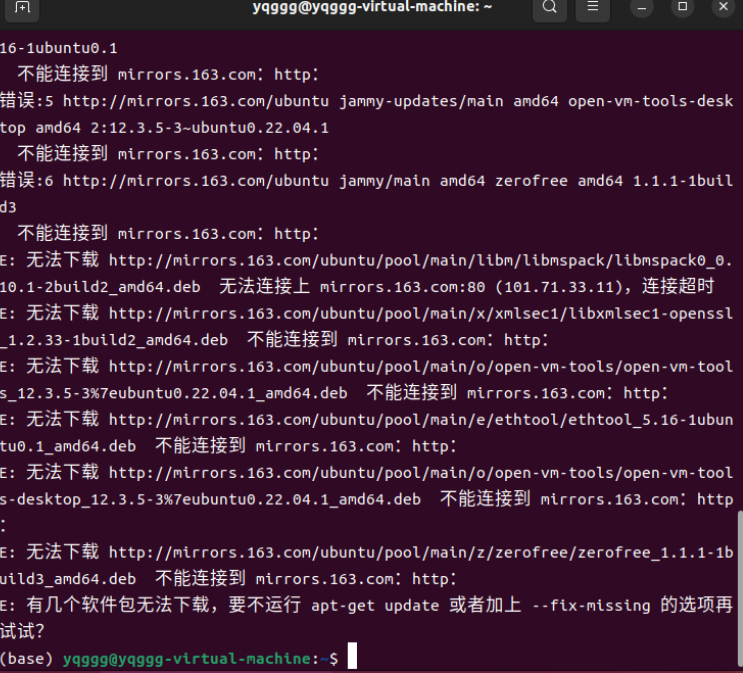 yqggg@yqggg-virtual-machine: ~
16-1ubuntu0.1
  不能连接到 mirrors.163.com：http：
错误:5 http://mirrors.163.com/ubuntu jammy-updates/main amd64 open-vm-tools-desk
top amd64 2:12.3.5-3~ubuntu0.22.04.1
  不能连接到 mirrors.163.com：http：
错误:6 http://mirrors.163.com/ubuntu jammy/main amd64 zerofree amd64 1.1.1-1buil
d3
  不能连接到 mirrors.163.com：http：
E: 无法下载 http://mirrors.163.com/ubuntu/pool/main/libm/libmspack/libmspack0_0.
10.1-2build2_amd64.deb  无法连接上 mirrors.163.com:80 (101.71.33.11)，连接超时
E: 无法下载 http://mirrors.163.com/ubuntu/pool/main/x/xmlsec1/libxmlsec1-openssl
_1.2.33-1build2_amd64.deb  不能连接到 mirrors.163.com：http：
E: 无法下载 http://mirrors.163.com/ubuntu/pool/main/o/open-vm-tools/open-vm-tool
s_12.3.5-3%7eubuntu0.22.04.1_amd64.deb  不能连接到 mirrors.163.com：http：
E: 无法下载 http://mirrors.163.com/ubuntu/pool/main/e/ethtool/ethtool_5.16-1ubun
tu0.1_amd64.deb  不能连接到 mirrors.163.com：http：
E: 无法下载 http://mirrors.163.com/ubuntu/pool/main/o/open-vm-tools/open-vm-tool
s-desktop_12.3.5-3%7eubuntu0.22.04.1_amd64.deb  不能连接到 mirrors.163.com：http
：
E: 无法下载 http://mirrors.163.com/ubuntu/pool/main/z/zerofree/zerofree_1.1.1-1b
uild3_amd64.deb  不能连接到 mirrors.163.com：http：
E: 有几个软件包无法下载，要不运行 apt-get update 或者加上 --fix-missing 的选项再
试试？
(base) yqggg@yqggg-virtual-machine:~$